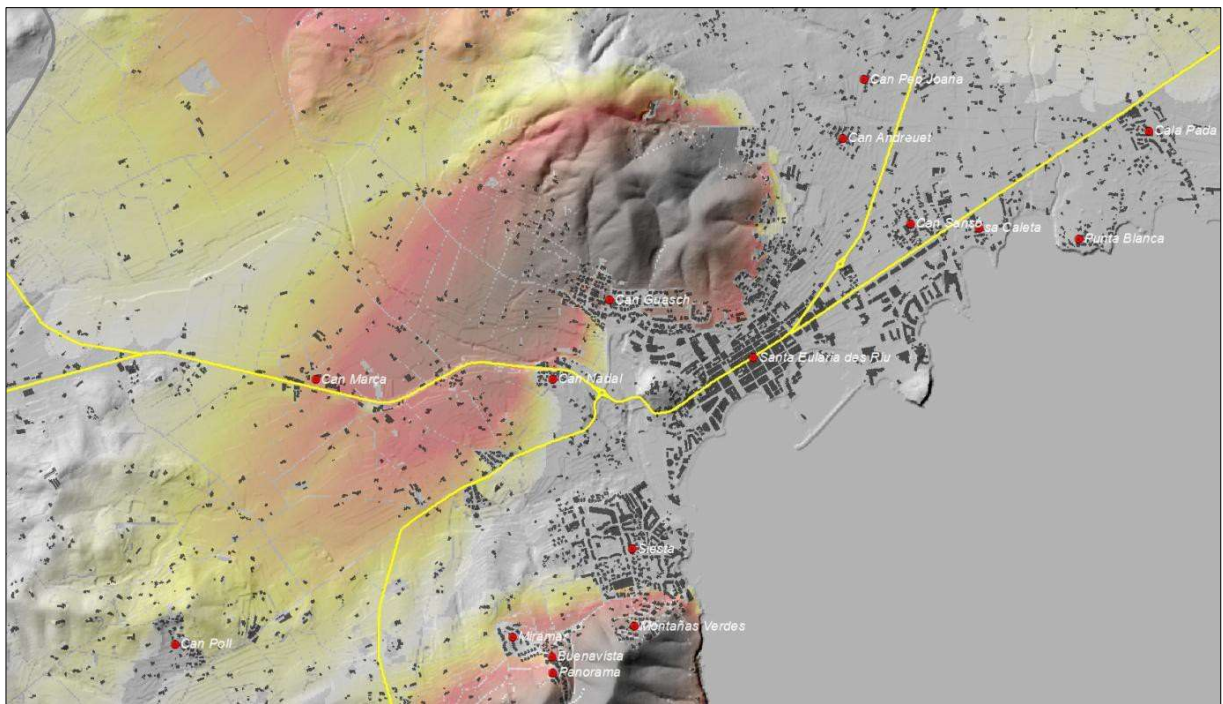 Can Pep Joana
Cala Pada
Can Andreuet
Can Sansó
sa Caleta
Punta Blanca
Can Guasch
Santa Eulària des Riu
Can Marça
Can Nadal
Siesta
Montañas Verdes
Miramar
Can Poll
Buenavista
Panorama